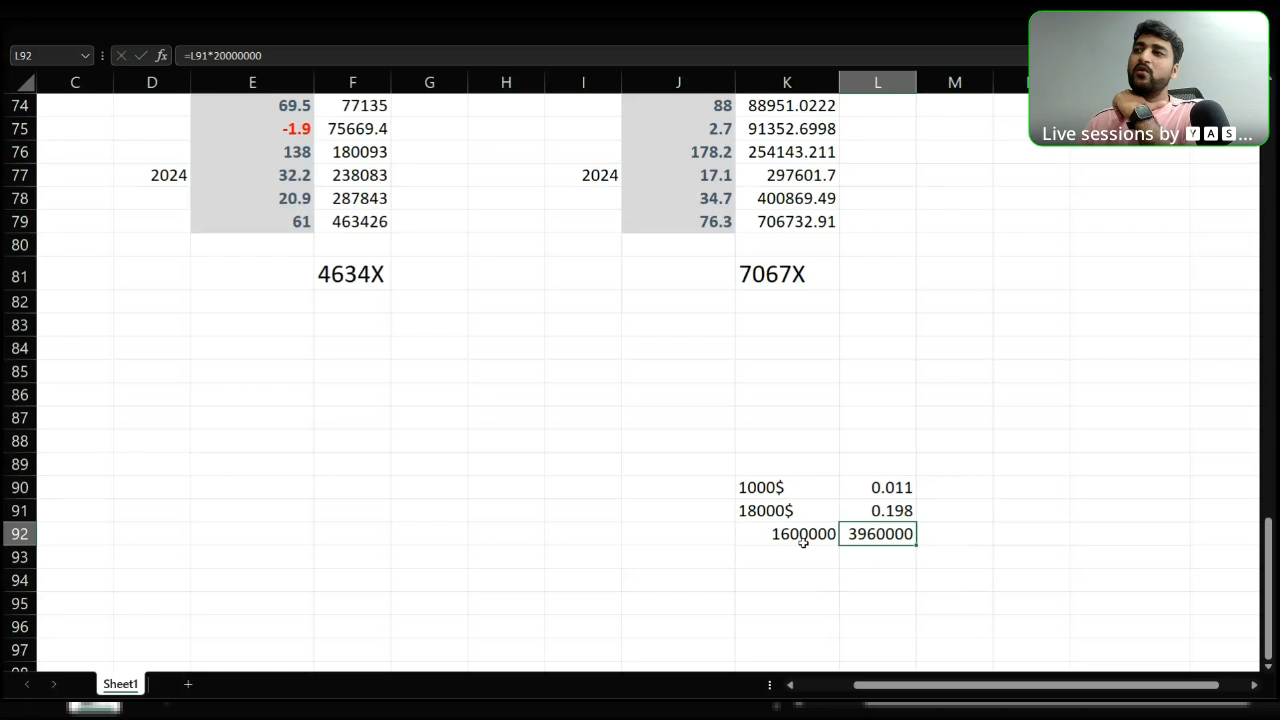 L92 fx =L91*20000000
C D E F G H I J K L M
74 69.5 77135 88 88951.0222
75 -1.9 75669.4 2.7 91352.6998
76 138 180093 178.2 254143.211
77 2024 32.2 238083 2024 17.1 297601.7
78 20.9 287843 34.7 400869.49
79 61 463426 76.3 706732.91
80
81 4634X 7067X
82
83
84
85
86
87
88
89
90 1000$ 0.011
91 18000$ 0.198
92 1600000 3960000
93
94
95
96
97
Sheet1
Live sessions by 🆈 🅰 🆂...